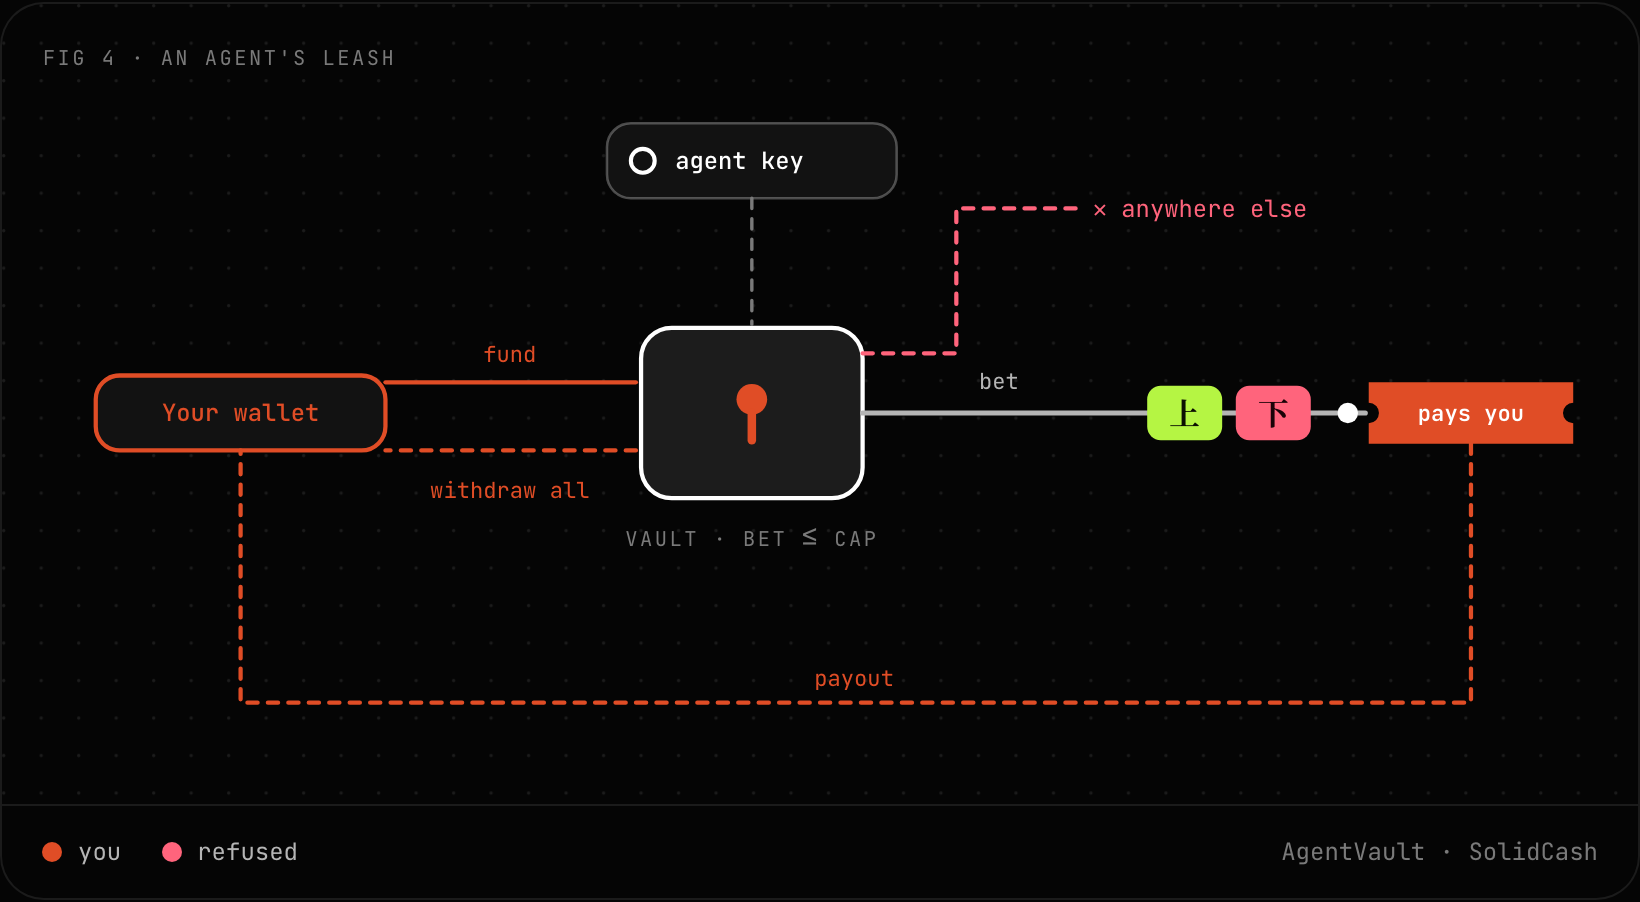 FIG 4 · AN AGENT'S LEASH
agent key
× anywhere else
fund
bet
Your wallet
上 下
pays you
withdraw all
VAULT · BET ≤ CAP
payout
you
refused
AgentVault · SolidCash